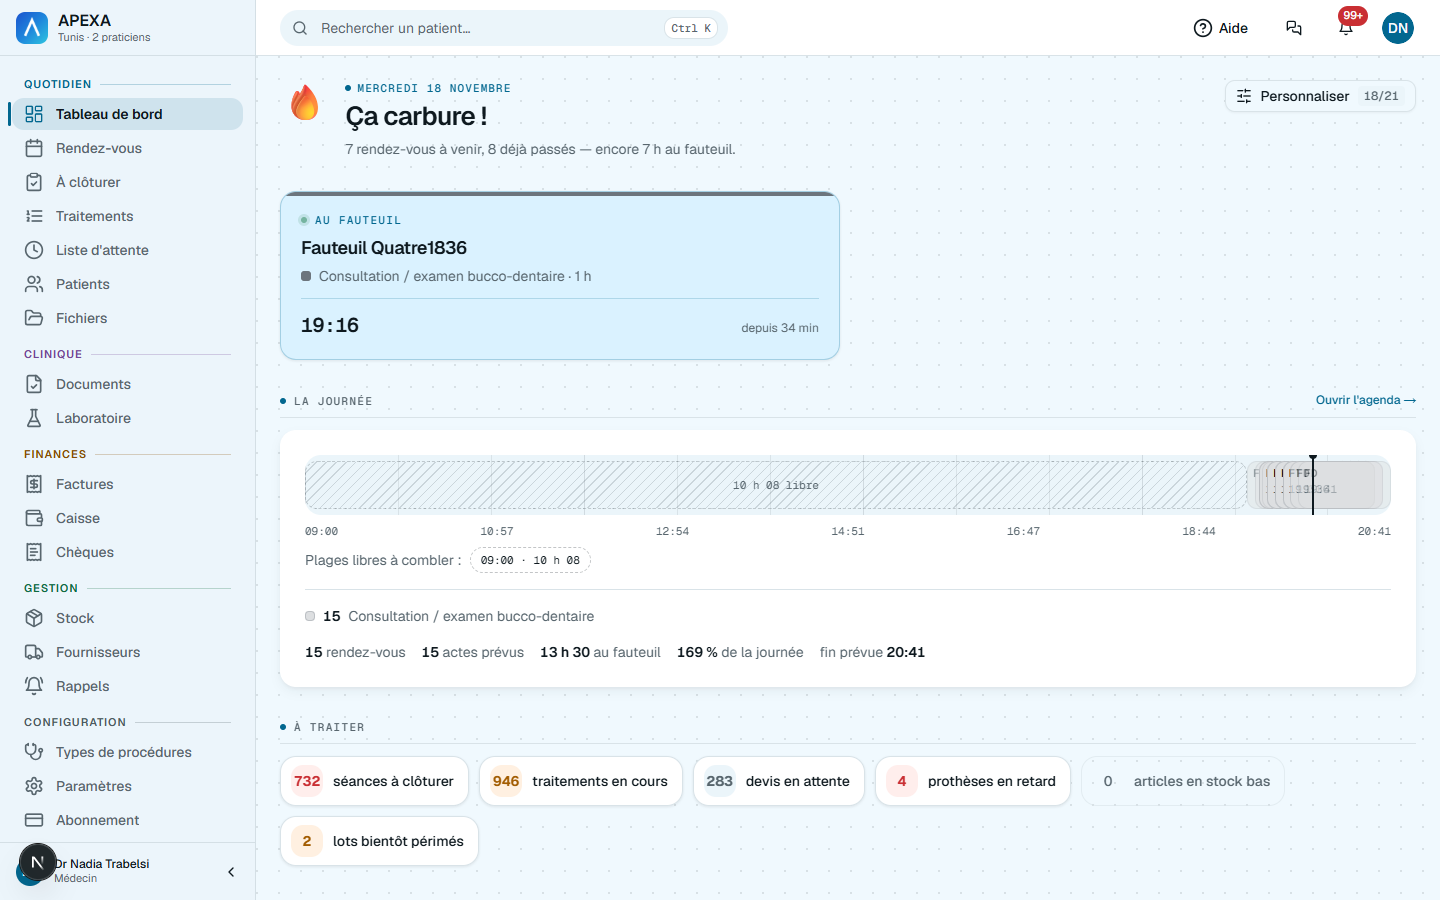 APEXA
Tunis · 2 praticiens
Rechercher un patient…
Ctrl K
Aide
99+
DN
QUOTIDIEN
Tableau de bord
Rendez-vous
À clôturer
Traitements
Liste d'attente
Patients
Fichiers
CLINIQUE
Documents
Laboratoire
FINANCES
Factures
Caisse
Chèques
GESTION
Stock
Fournisseurs
Rappels
CONFIGURATION
Types de procédures
Paramètres
Abonnement
N
Dr Nadia Trabelsi
Médecin
MERCREDI 18 NOVEMBRE
Ça carbure !
7 rendez-vous à venir, 8 déjà passés — encore 7 h au fauteuil.
Personnaliser 18/21
AU FAUTEUIL
Fauteuil Quatre1836
Consultation / examen bucco-dentaire · 1 h
19:16
depuis 34 min
LA JOURNÉE
Ouvrir l'agenda →
10 h 08 libre
09:00 10:57 12:54 14:51 16:47 18:44 20:41
Plages libres à combler : 09:00 · 10 h 08
15 Consultation / examen bucco-dentaire
15 rendez-vous 15 actes prévus 13 h 30 au fauteuil 169 % de la journée fin prévue 20:41
À TRAITER
732 séances à clôturer
946 traitements en cours
283 devis en attente
4 prothèses en retard
0 articles en stock bas
2 lots bientôt périmés